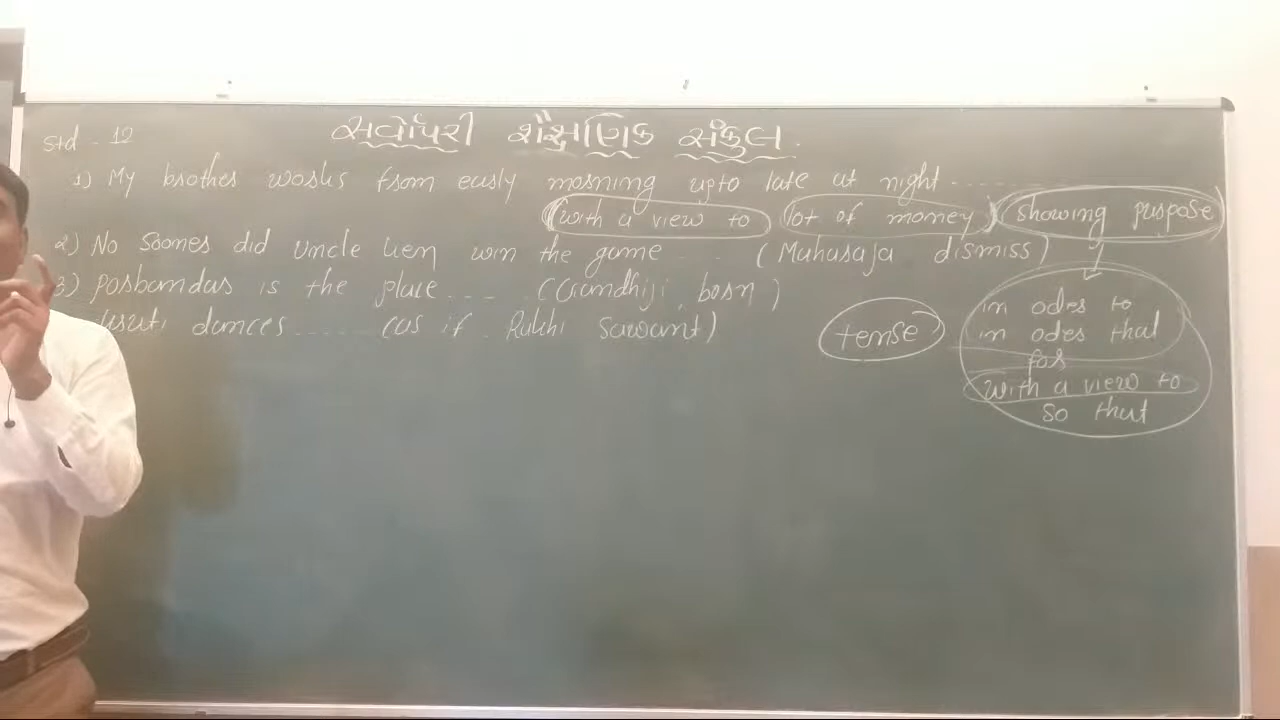 Std - 12
સર્વોપરી શૈક્ષણિક સંકુલ.
1) My brother works from early morning upto late at night ............
(with a view to lot of money) showing purpose
2) No Sooner did uncle ken win the game ... (Maharaja dismiss)
3) Porbandar is the place .... (Gandhiji, born)
dances ...... (as if Rakhi Sawant)
tense
in oder to
in oder that
for
with a view to
so that